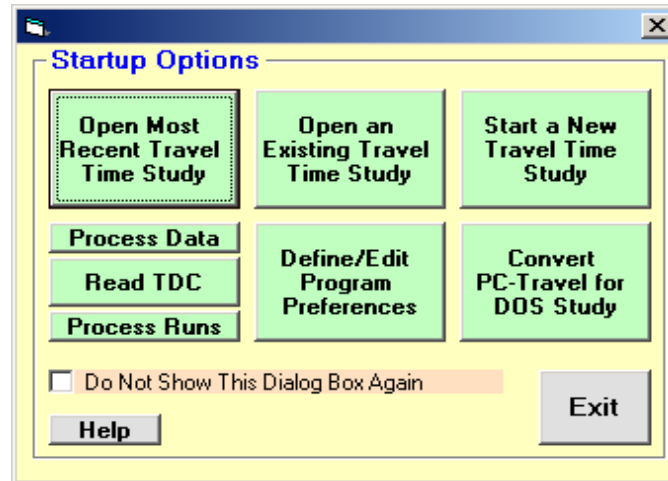 Startup Options
Open Most
Recent Travel
Time Study
Open an
Existing Travel
Time Study
Start a New
Travel Time
Study
Process Data
Read TDC
Process Runs
Define/Edit
Program
Preferences
Convert
PC-Travel for
DOS Study
Do Not Show This Dialog Box Again
Help
Exit